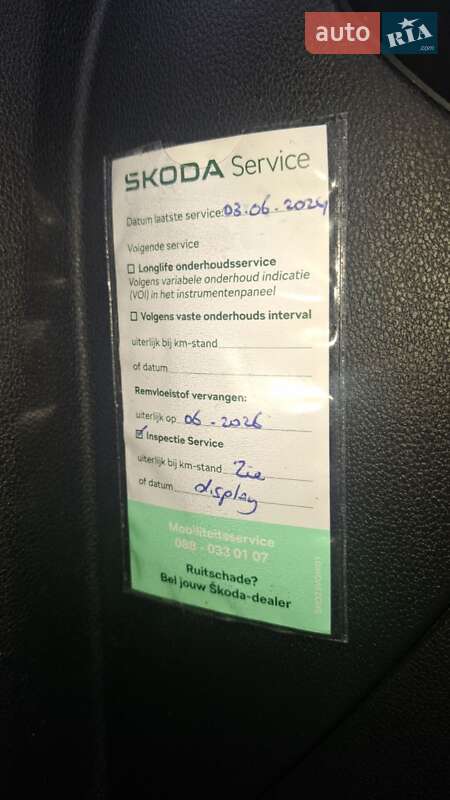 auto RIA.com
ŠKODA Service
Datum laatste service: 03.06.2024
Volgende service
Longlife onderhoudsservice
Volgens variabele onderhoud indicatie
(VOI) in het instrumentenpaneel
Volgens vaste onderhouds interval
uiterlijk bij km-stand
of datum
Remvloeistof vervangen:
uiterlijk op 06-2026
Inspectie Service
uiterlijk bij km-stand Zie
of datum display
Mobiliteitsservice
088 - 033 01 07
Ruitschade?
Bel jouw Škoda-dealer